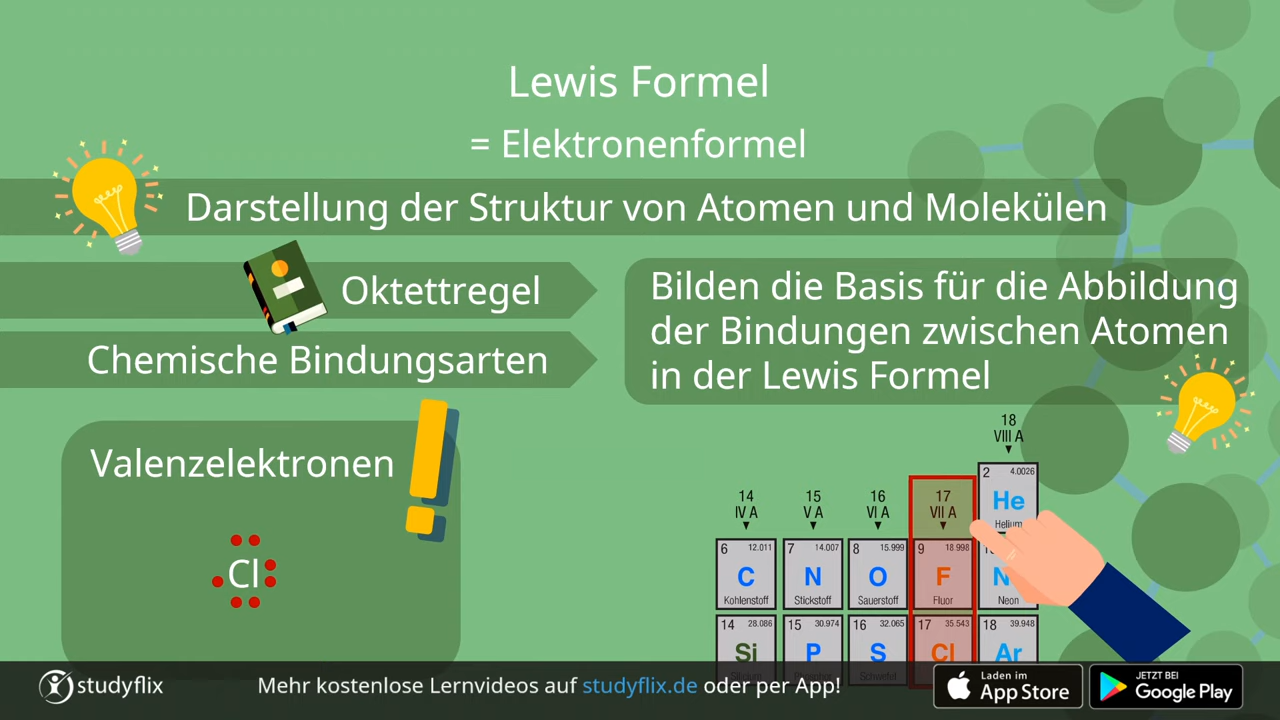 Lewis Formel
= Elektronenformel
Darstellung der Struktur von Atomen und Molekülen
Oktettregel
Chemische Bindungsarten
Bilden die Basis für die Abbildung
der Bindungen zwischen Atomen
in der Lewis Formel
Valenzelektronen
Cl
18
VIII A
2 4.0026
He
Helium
14 15 16 17
IV A V A VI A VII A
6 12.011 7 14.007 8 15.999 9 18.998
C N O F N
Kohlenstoff Stickstoff Sauerstoff Fluor Neon
14 28.086 15 30.974 16 32.065 17 35.543 18 39.948
Si P S Cl Ar
studyflix
Mehr kostenlose Lernvideos auf studyflix.de oder per App!
Laden im
App Store
JETZT BEI
Google Play